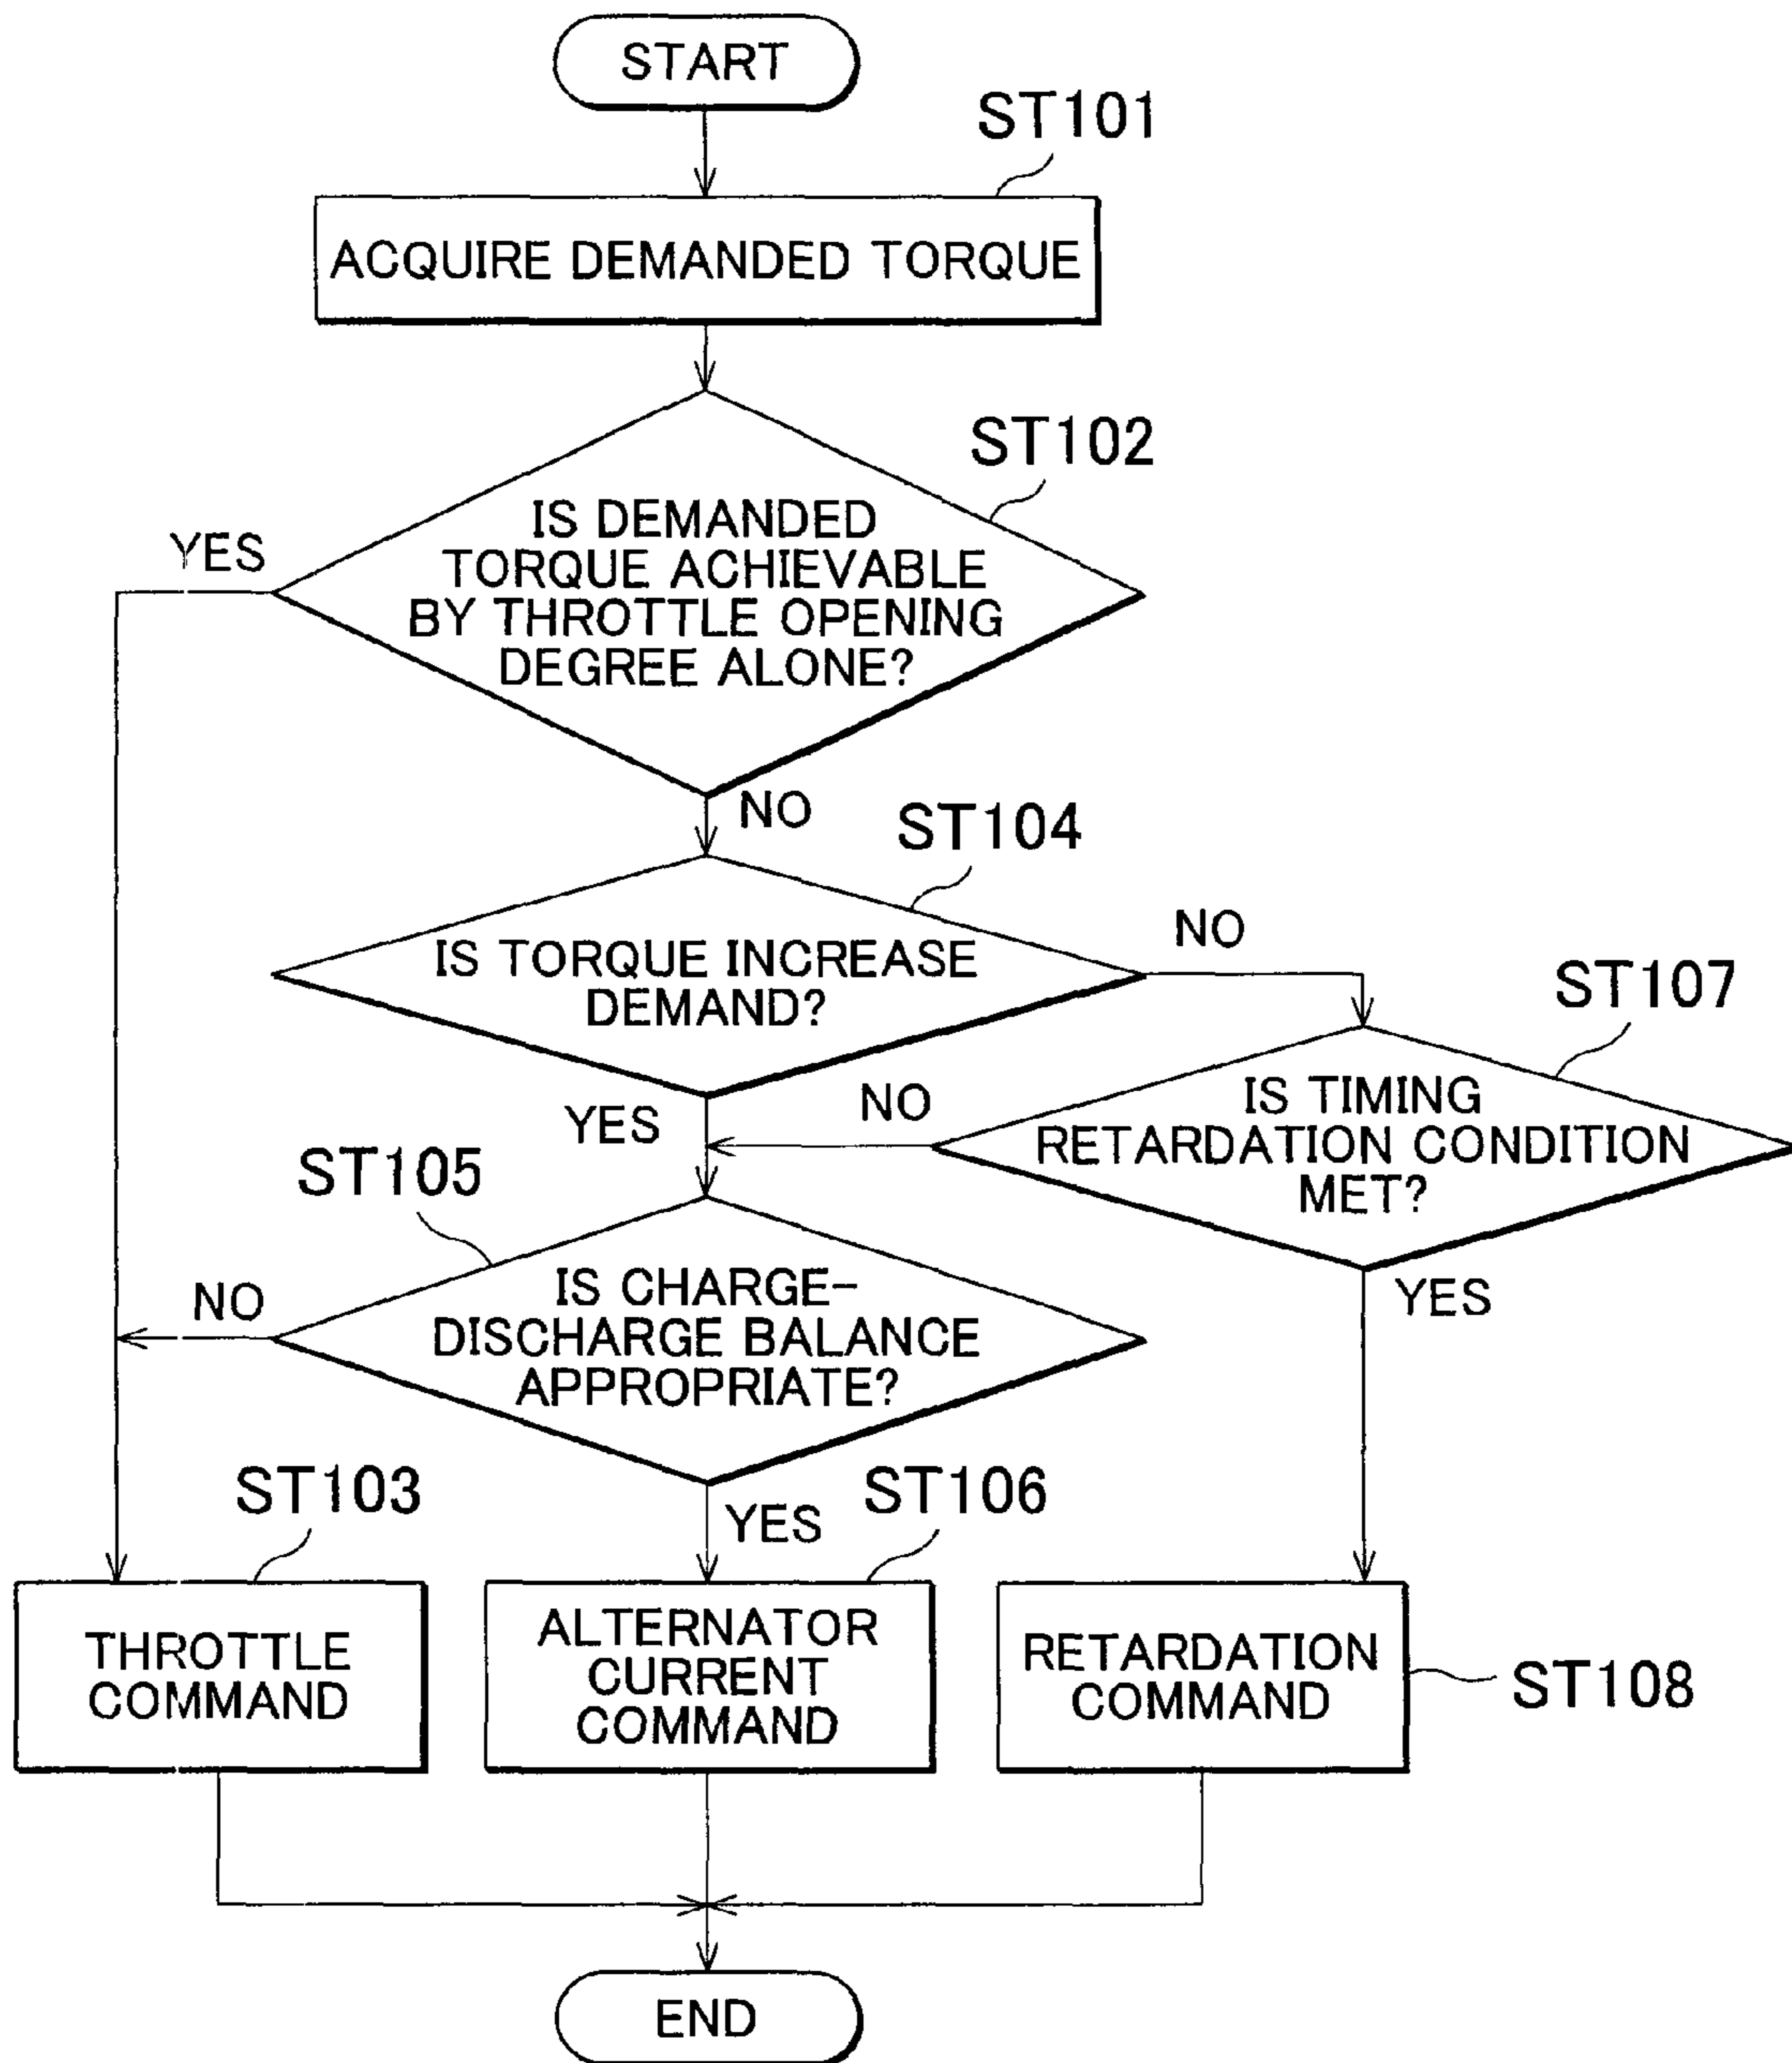 START
ST101
ACQUIRE DEMANDED TORQUE
ST102
IS DEMANDED
TORQUE ACHIEVABLE
BY THROTTLE OPENING
DEGREE ALONE?
YES
NO
ST104
IS TORQUE INCREASE
DEMAND?
NO
YES
ST107
IS TIMING
RETARDATION CONDITION
MET?
NO
YES
ST105
IS CHARGE-
DISCHARGE BALANCE
APPROPRIATE?
NO
YES
ST103
THROTTLE
COMMAND
ST106
ALTERNATOR
CURRENT
COMMAND
RETARDATION
COMMAND
ST108
END